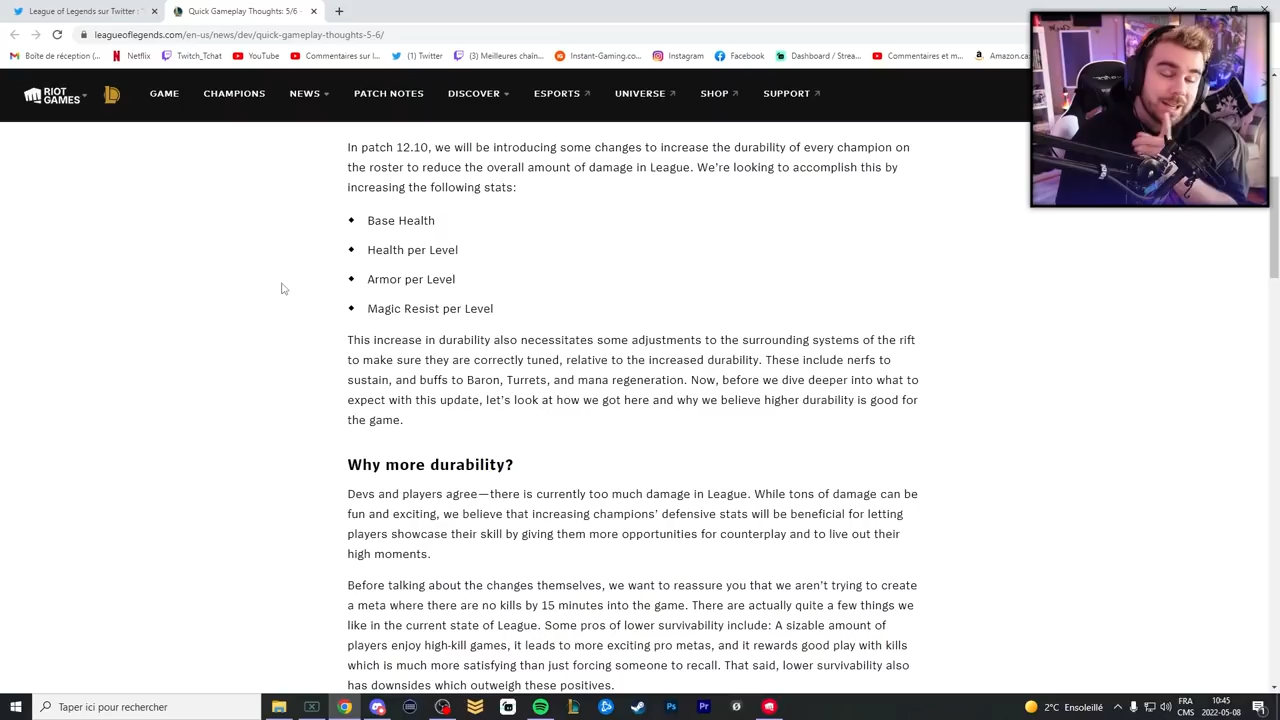 League of Legends sur Twitter :
Quick Gameplay Thoughts: 5/6 -
leagueoflegends.com/en-us/news/dev/quick-gameplay-thoughts-5-6/
Boîte de réception (... Netflix Twitch_Tchat YouTube Commentaires sur l... (1) Twitter (3) Meilleures chaîn... Instant-Gaming.co... Instagram Facebook Dashboard / Strea... Commentaires et m... Amazon.ca
RIOT GAMES GAME CHAMPIONS NEWS PATCH NOTES DISCOVER ESPORTS UNIVERSE SHOP SUPPORT
In patch 12.10, we will be introducing some changes to increase the durability of every champion on
the roster to reduce the overall amount of damage in League. We're looking to accomplish this by
increasing the following stats:
Base Health
Health per Level
Armor per Level
Magic Resist per Level
This increase in durability also necessitates some adjustments to the surrounding systems of the rift
to make sure they are correctly tuned, relative to the increased durability. These include nerfs to
sustain, and buffs to Baron, Turrets, and mana regeneration. Now, before we dive deeper into what to
expect with this update, let's look at how we got here and why we believe higher durability is good for
the game.
Why more durability?
Devs and players agree—there is currently too much damage in League. While tons of damage can be
fun and exciting, we believe that increasing champions' defensive stats will be beneficial for letting
players showcase their skill by giving them more opportunities for counterplay and to live out their
high moments.
Before talking about the changes themselves, we want to reassure you that we aren't trying to create
a meta where there are no kills by 15 minutes into the game. There are actually quite a few things we
like in the current state of League. Some pros of lower survivability include: A sizable amount of
players enjoy high-kill games, it leads to more exciting pro metas, and it rewards good play with kills
which is much more satisfying than just forcing someone to recall. That said, lower survivability also
has downsides which outweigh these positives.
Taper ici pour rechercher
Ps Pr
2°C Ensoleillé
FRA
CMS
10:45
2022-05-08
1